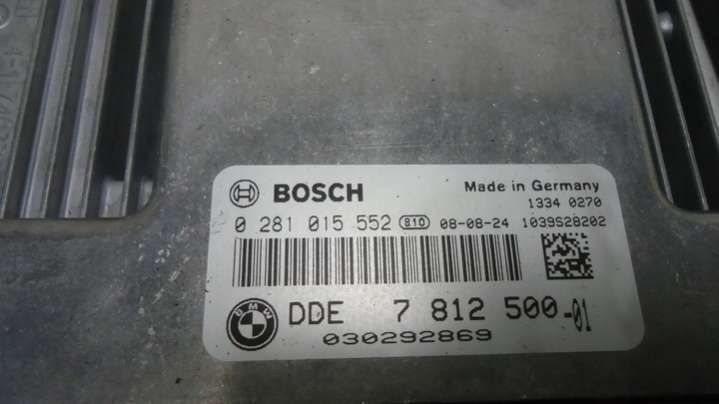 BOSCH Made in Germany
1334 0270
0 281 015 552 810 08-08-24 1039S28202
BMW DDE 7 812 500-01
030292869